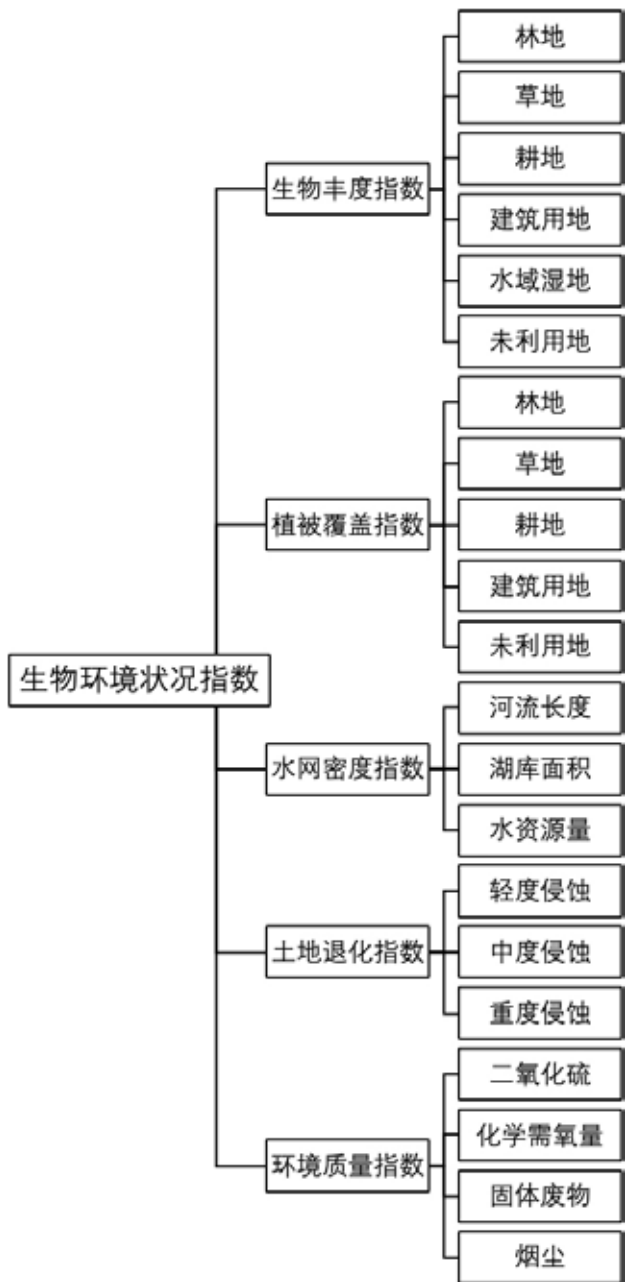 生物环境状况指数
生物丰度指数
林地
草地
耕地
建筑用地
水域湿地
未利用地
植被覆盖指数
林地
草地
耕地
建筑用地
未利用地
水网密度指数
河流长度
湖库面积
水资源量
土地退化指数
轻度侵蚀
中度侵蚀
重度侵蚀
环境质量指数
二氧化硫
化学需氧量
固体废物
烟尘